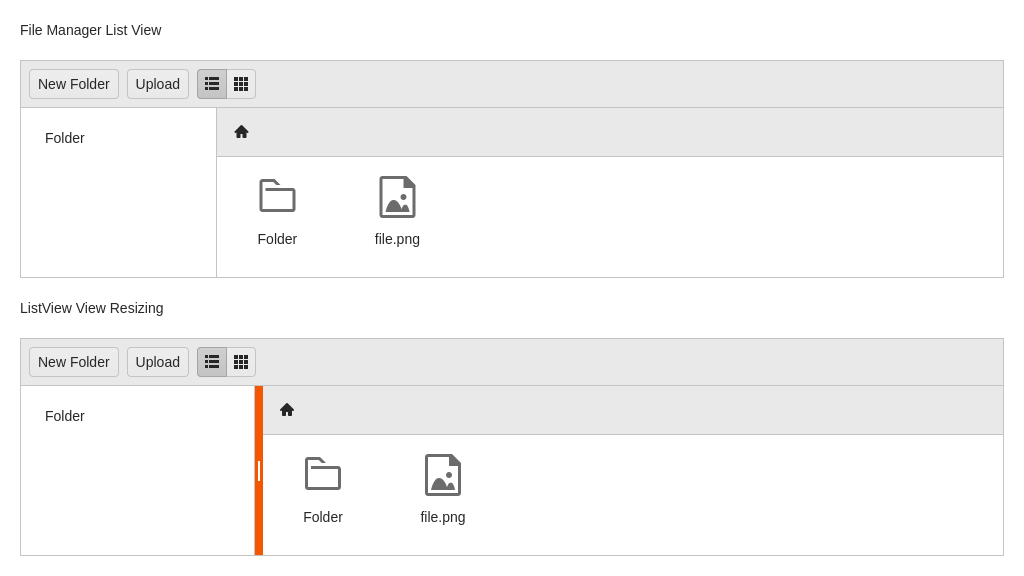 File Manager List View
New Folder Upload
Folder
Folder file.png
ListView View Resizing
New Folder Upload
Folder
Folder file.png